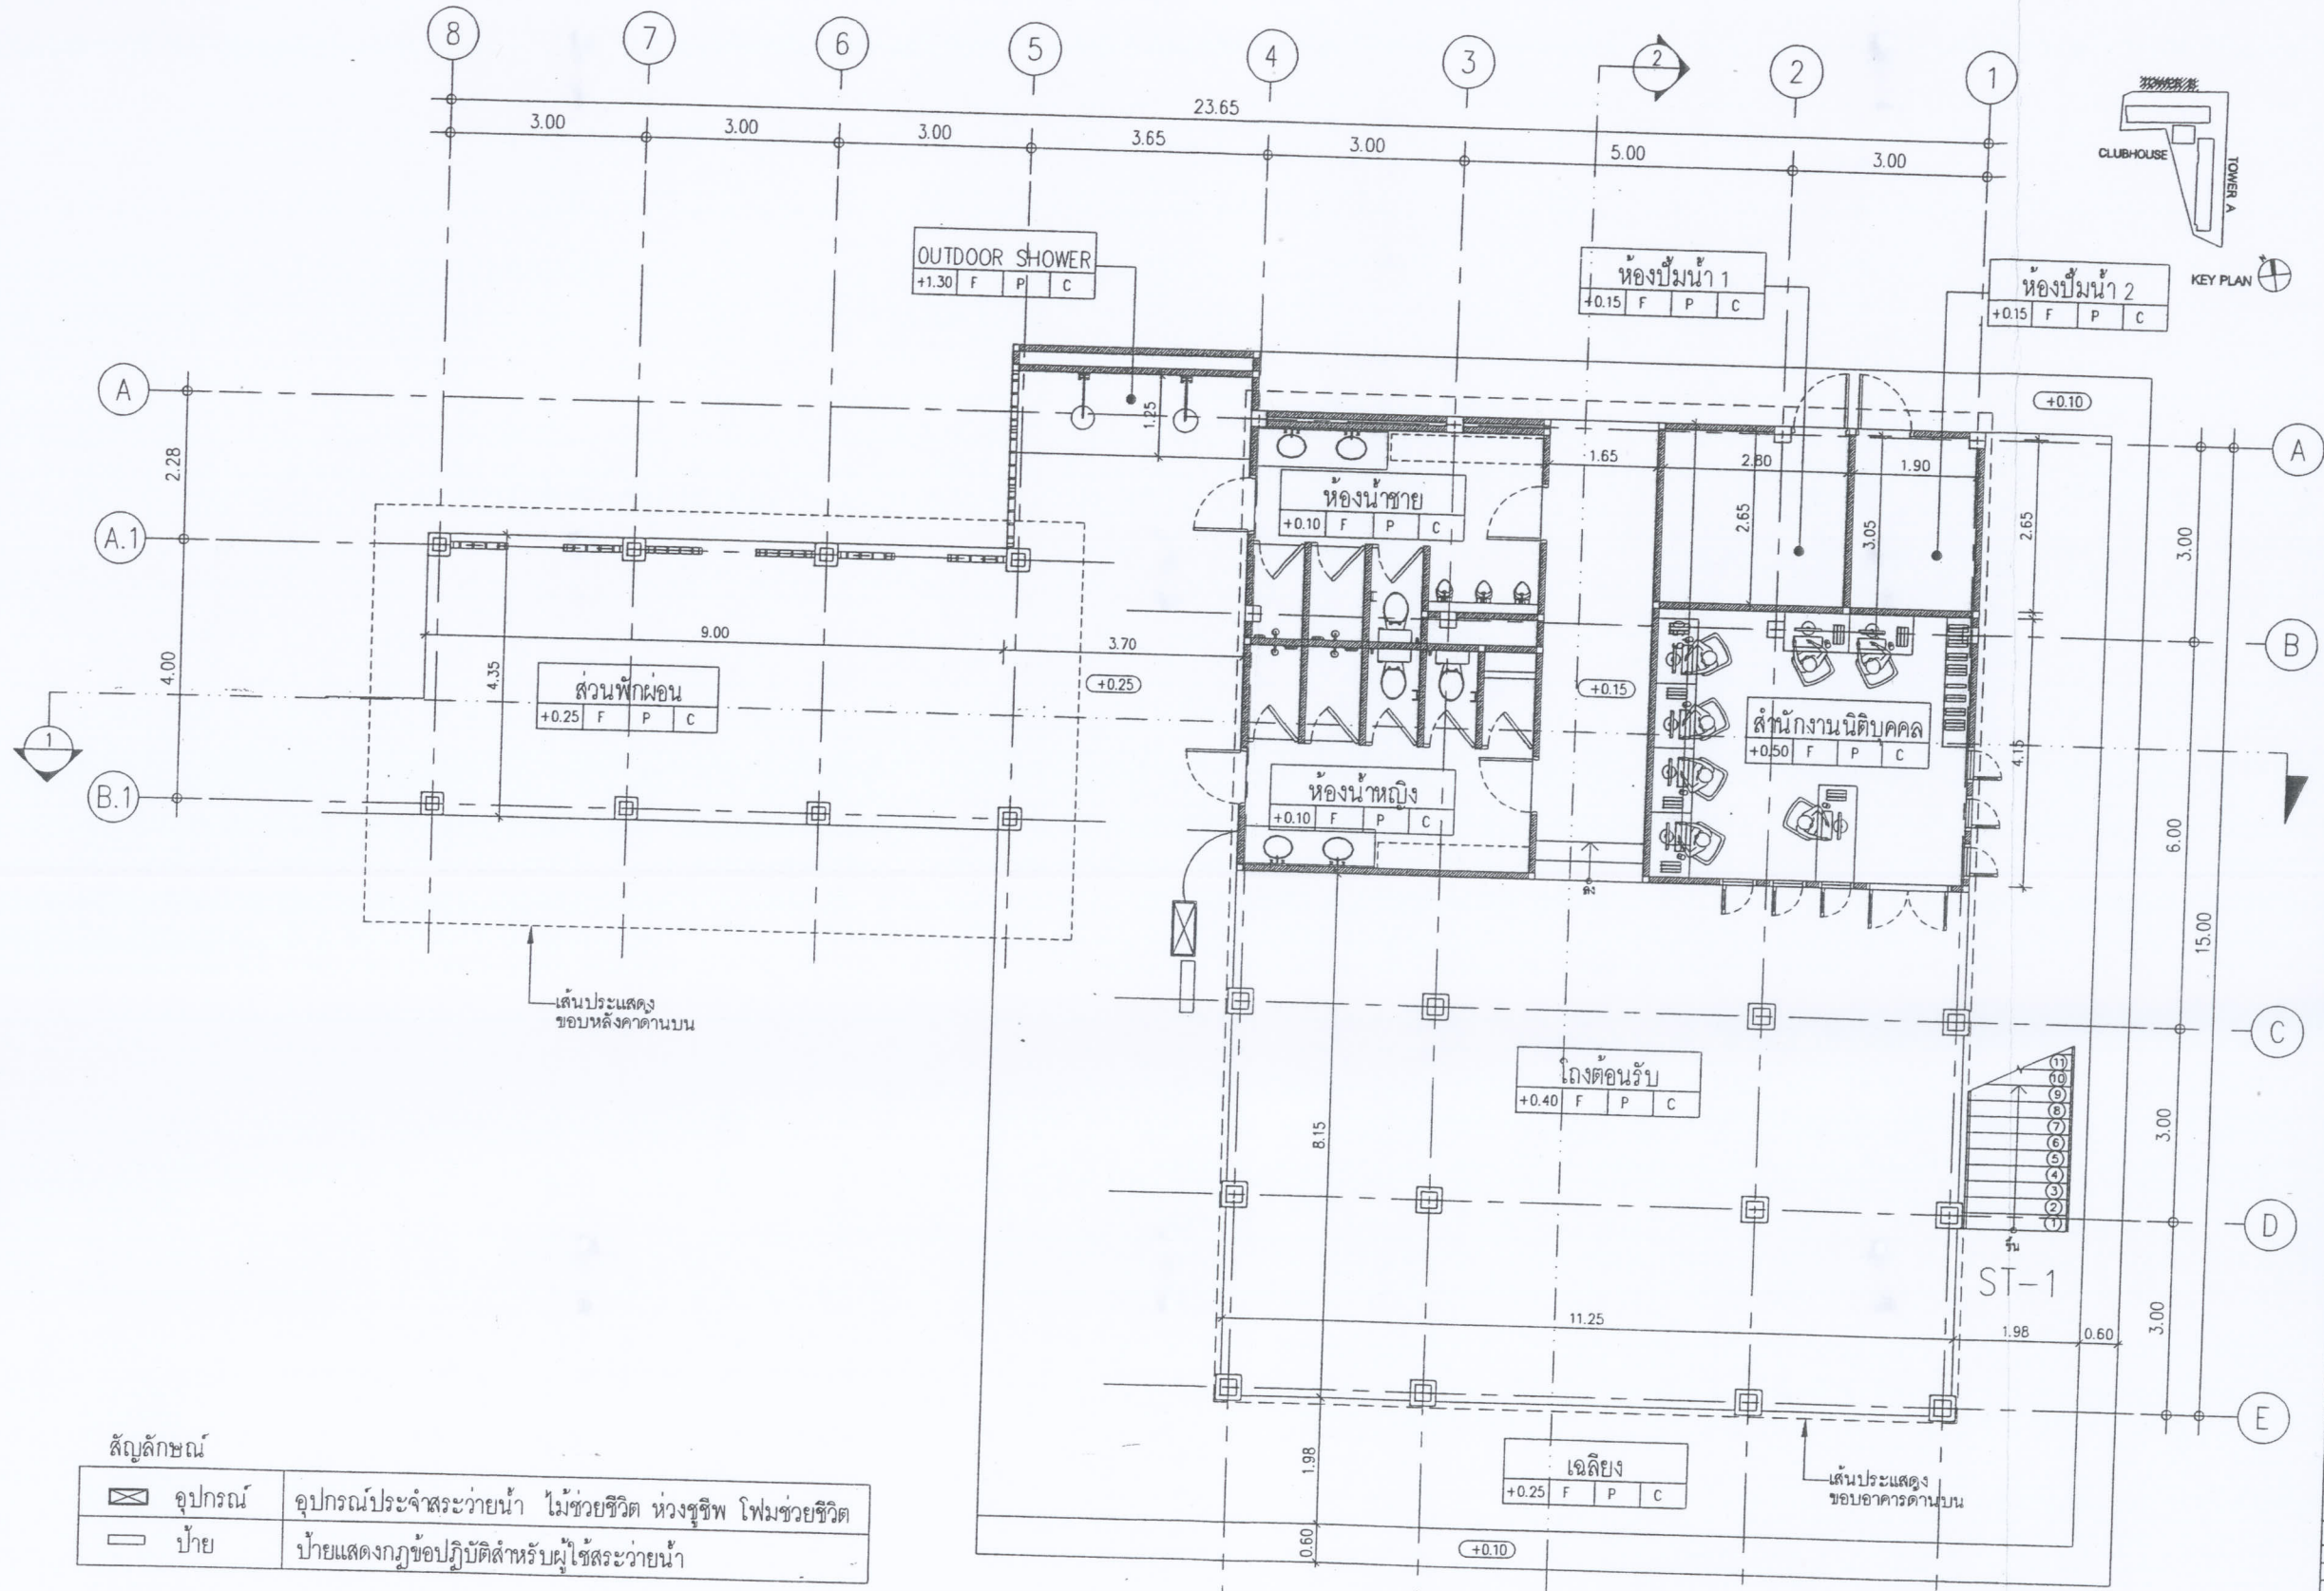 8
7
6
5
4
3
2
2
1
23.65
3.00
3.00
3.00
3.65
3.00
5.00
3.00
CLUBHOUSE
TOWER A
KEY PLAN
OUTDOOR SHOWER
+1.30 F P C
ห้องปั๊มน้ำ 1
+0.15 F P C
ห้องปั๊มน้ำ 2
+0.15 F P C
A
2.28
A.1
4.00
B.1
1
1.25
+0.10
A
1.65
2.80
1.90
2.65
3.05
2.65
3.00
ห้องน้ำชาย
+0.10 F P C
9.00
3.70
4.35
ส่วนพักผ่อน
+0.25 F P C
+0.25
+0.15
B
สำนักงานนิติบุคคล
+0.50 F P C
4.15
ห้องน้ำหญิง
+0.10 F P C
ลง
6.00
15.00
เส้นประแสดง
ขอบหลังคาด้านบน
C
โถงต้อนรับ
+0.40 F P C
8.15
3.00
11
10
9
8
7
6
5
4
3
2
1
ขึ้น
ST-1
D
11.25
1.98
0.60
3.00
E
เฉลียง
+0.25 F P C
1.98
0.60
+0.10
เส้นประแสดง
ขอบอาคารด้านบน
สัญลักษณ์
อุปกรณ์ อุปกรณ์ประจำสระว่ายน้ำ ไม้ช่วยชีวิต ห่วงชูชีพ โฟมช่วยชีวิต
ป้าย ป้ายแสดงกฎข้อปฏิบัติสำหรับผู้ใช้สระว่ายน้ำ